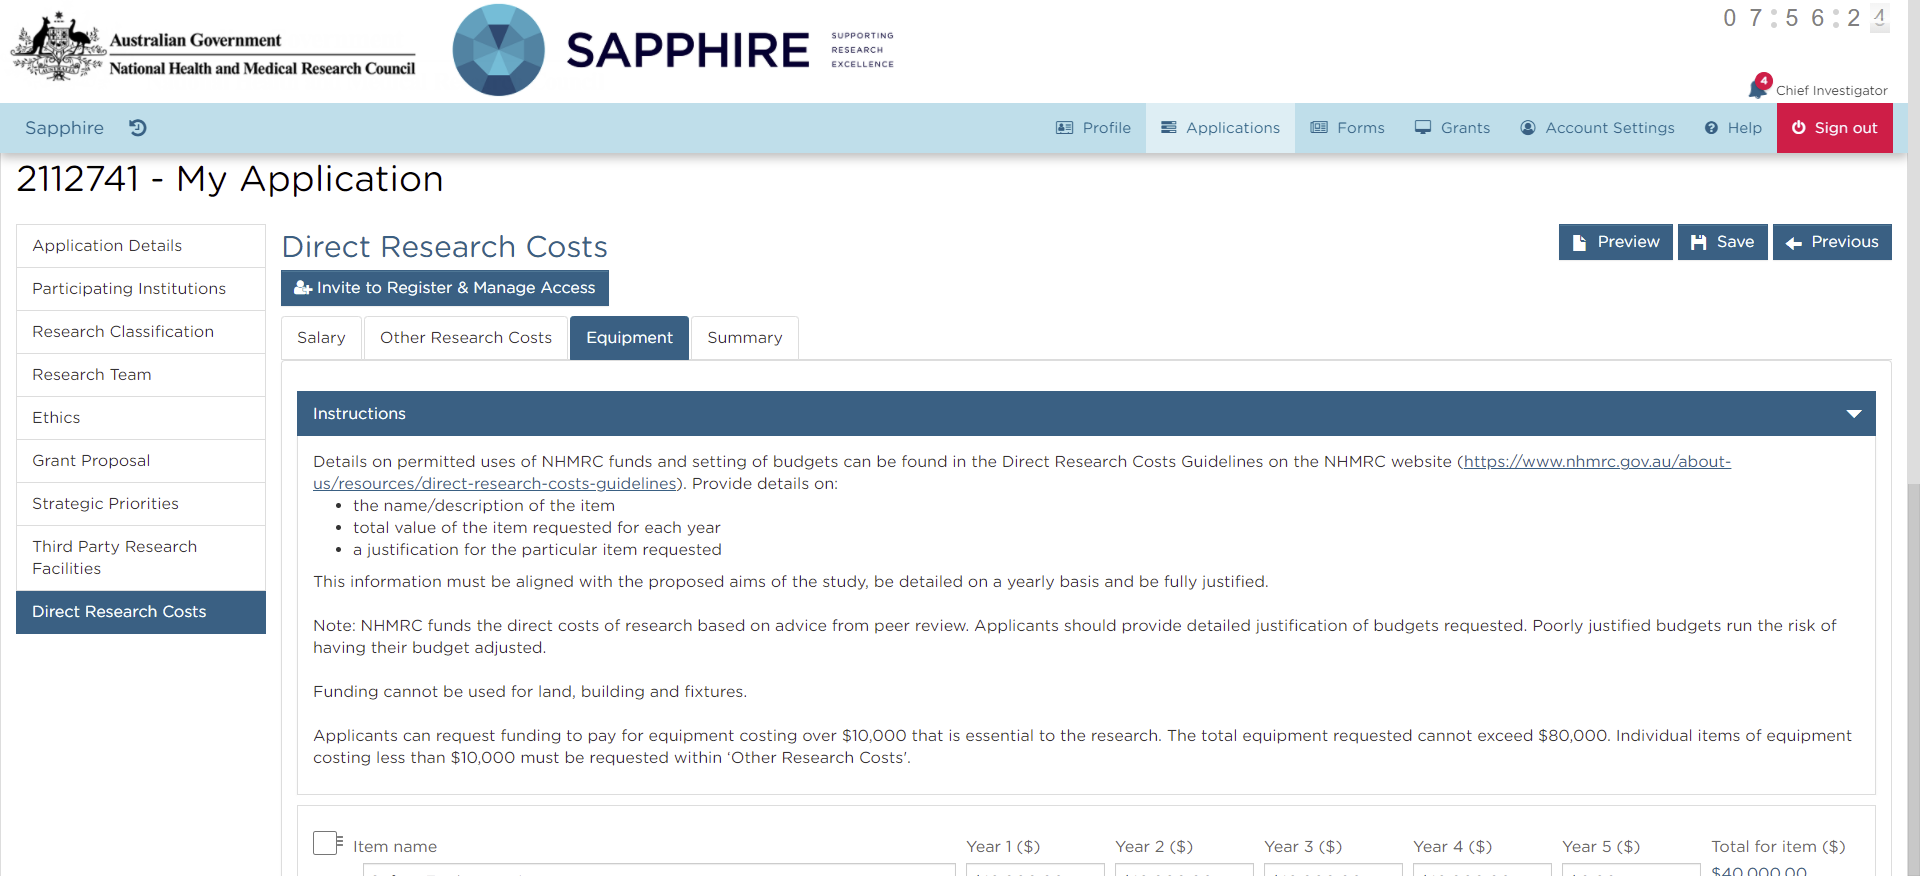 Australian Government
National Health and Medical Research Council
SAPPHIRE
SUPPORTING
RESEARCH
EXCELLENCE
07:56:24
4
Chief Investigator
Sapphire
Profile
Applications
Forms
Grants
Account Settings
Help
Sign out
2112741 - My Application
Application Details
Participating Institutions
Research Classification
Research Team
Ethics
Grant Proposal
Strategic Priorities
Third Party Research
Facilities
Direct Research Costs
Direct Research Costs
Preview
Save
Previous
Invite to Register & Manage Access
Salary
Other Research Costs
Equipment
Summary
Instructions
Details on permitted uses of NHMRC funds and setting of budgets can be found in the Direct Research Costs Guidelines on the NHMRC website (https://www.nhmrc.gov.au/about-
us/resources/direct-research-costs-guidelines). Provide details on:
• the name/description of the item
• total value of the item requested for each year
• a justification for the particular item requested
This information must be aligned with the proposed aims of the study, be detailed on a yearly basis and be fully justified.
Note: NHMRC funds the direct costs of research based on advice from peer review. Applicants should provide detailed justification of budgets requested. Poorly justified budgets run the risk of
having their budget adjusted.
Funding cannot be used for land, building and fixtures.
Applicants can request funding to pay for equipment costing over $10,000 that is essential to the research. The total equipment requested cannot exceed $80,000. Individual items of equipment
costing less than $10,000 must be requested within ‘Other Research Costs’.
Item name
Year 1 ($)
Year 2 ($)
Year 3 ($)
Year 4 ($)
Year 5 ($)
Total for item ($)
$40,000.00